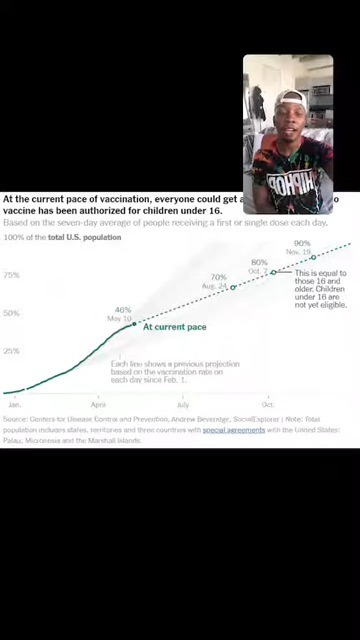 At the current pace of vaccination, everyone could get a
o
vaccine has been authorized for children under 16.
Based on the seven-day average of people receiving a first or single dose each day.
100% of the total U.S. population
90%
Nov. 19
80%
Oct. 7
70%
Aug. 24
75%
This is equal to
those 16 and
older. Children
under 16 are
not yet eligible.
46%
May 10
50%
At current pace
25%
Each line shows a previous projection
based on the vaccination rate on
each day since Feb. 1.
Jan.
April
July
Oct.
Source: Centers for Disease Control and Prevention, Andrew Beveridge, SocialExplorer | Note: Total
population includes states, territories and three countries with special agreements with the United States:
Palau, Micronesia and the Marshall Islands.